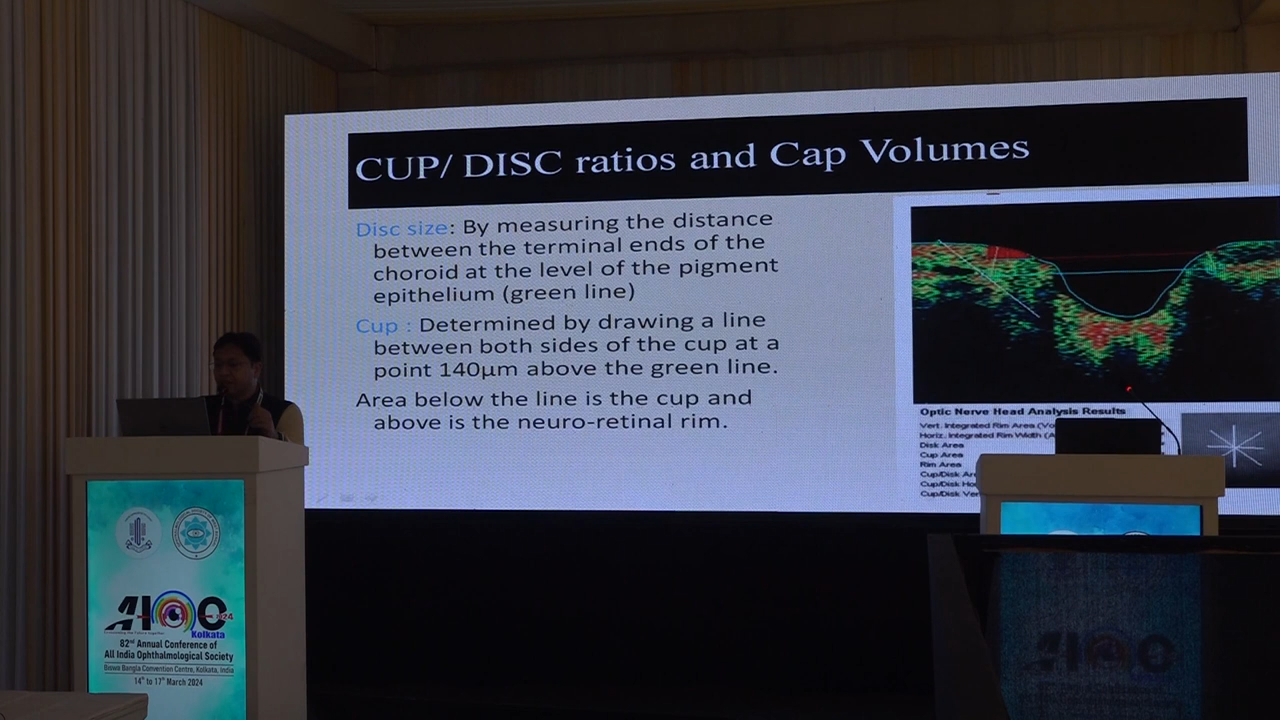 CUP/ DISC ratios and Cap Volumes
Disc size: By measuring the distance
between the terminal ends of the
choroid at the level of the pigment
epithelium (green line)
Cup : Determined by drawing a line
between both sides of the cup at a
point 140µm above the green line.
Area below the line is the cup and
above is the neuro-retinal rim.
Optic Nerve Head Analysis Results
Vert. Integrated Rim Area (Vo
Horiz. Integrated Rim Width (A
Disk Area
Cup Area
Rim Area
Cup/Disk Are
Cup/Disk Ho
Cup/Disk Ver
AIOC 2024
Kolkata
82nd Annual Conference of
All India Ophthalmological Society
Biswa Bangla Convention Centre, Kolkata, India
14th to 17th March 2024
AIOC